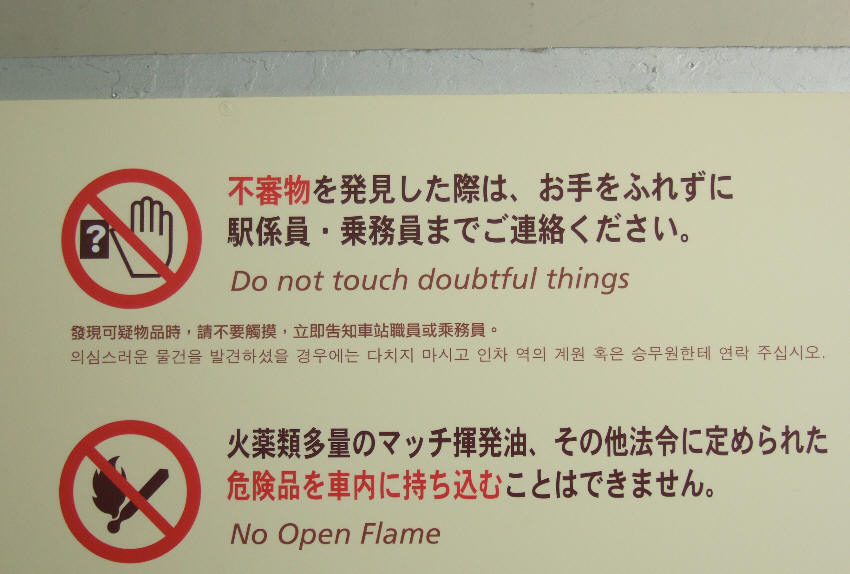 不審物を発見した際は、お手をふれずに
駅係員・乗務員までご連絡ください。
?
Do not touch doubtful things
發現可疑物品時，請不要觸摸，立即告知車站職員或乘務員。
의심스러운 물건을 발견하셨을 경우에는 다치지 마시고 인차 역의 계원 혹은 승무원한테 연락 주십시오.
火薬類多量のマッチ揮発油、その他法令に定められた
危険品を車内に持ち込むことはできません。
No Open Flame